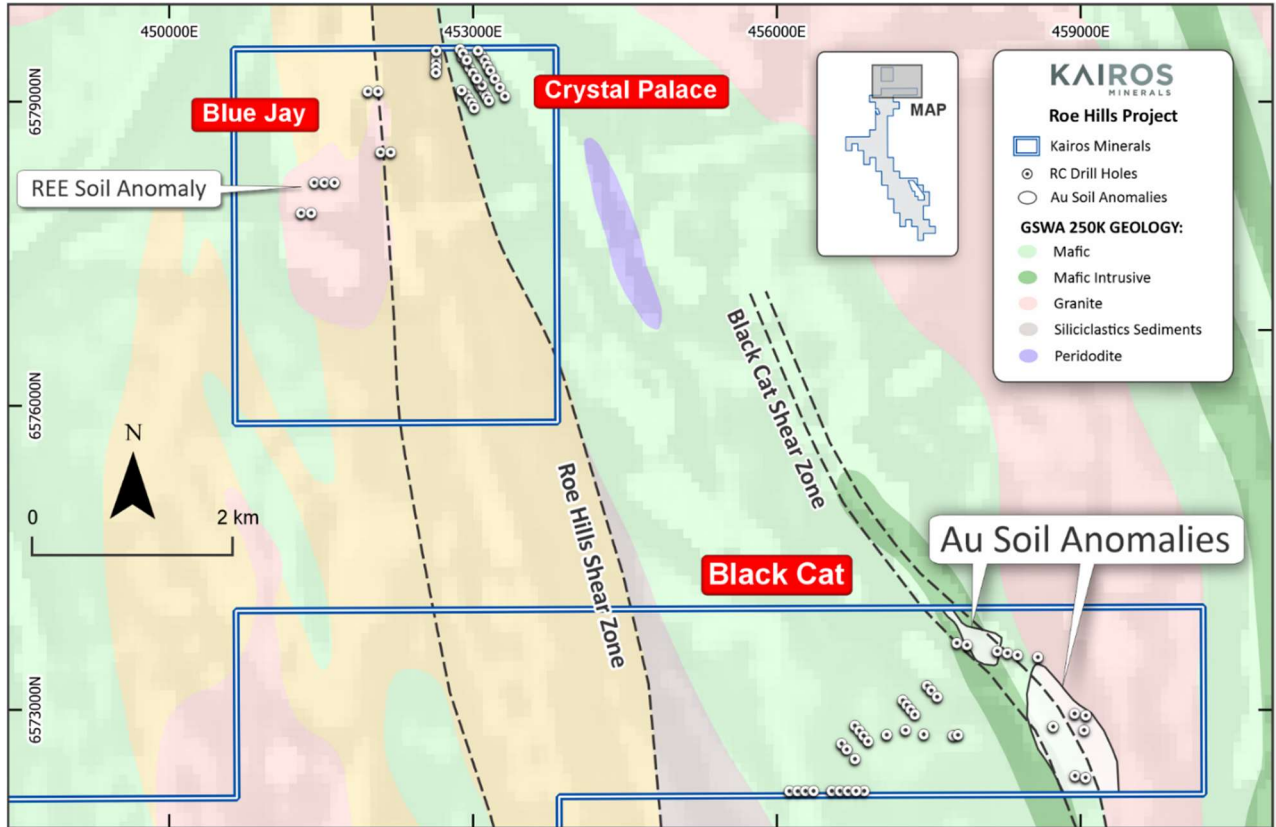 450000E
453000E
456000E
459000E
6579000N
6576000N
6573000N
Blue Jay
Crystal Palace
REE Soil Anomaly
MAP
KAIROS
MINERALS
Roe Hills Project
Kairos Minerals
RC Drill Holes
Au Soil Anomalies
GSWA 250K GEOLOGY:
Mafic
Mafic Intrusive
Granite
Siliciclastics Sediments
Peridodite
Black Cat Shear Zone
N
0
2 km
Roe Hills Shear Zone
Au Soil Anomalies
Black Cat